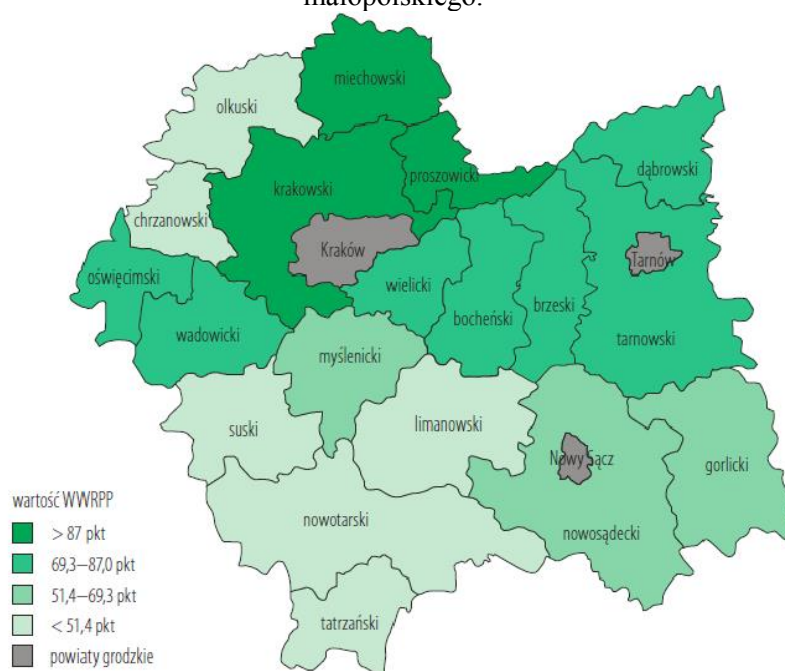 małopolskiego.
miechowski
olkuski
proszowicki
dąbrowski
krakowski
chrzanowski
Kraków
Tarnów
oświęcimski
wielicki
bocheński
brzeski
wadowicki
tarnowski
myślenicki
limanowski
suski
Nowy Sącz
gorlicki
nowotarski
nowosądecki
tatrzański
wartość WWRPP
> 87 pkt
69,3–87,0 pkt
51,4–69,3 pkt
< 51,4 pkt
powiaty grodzkie